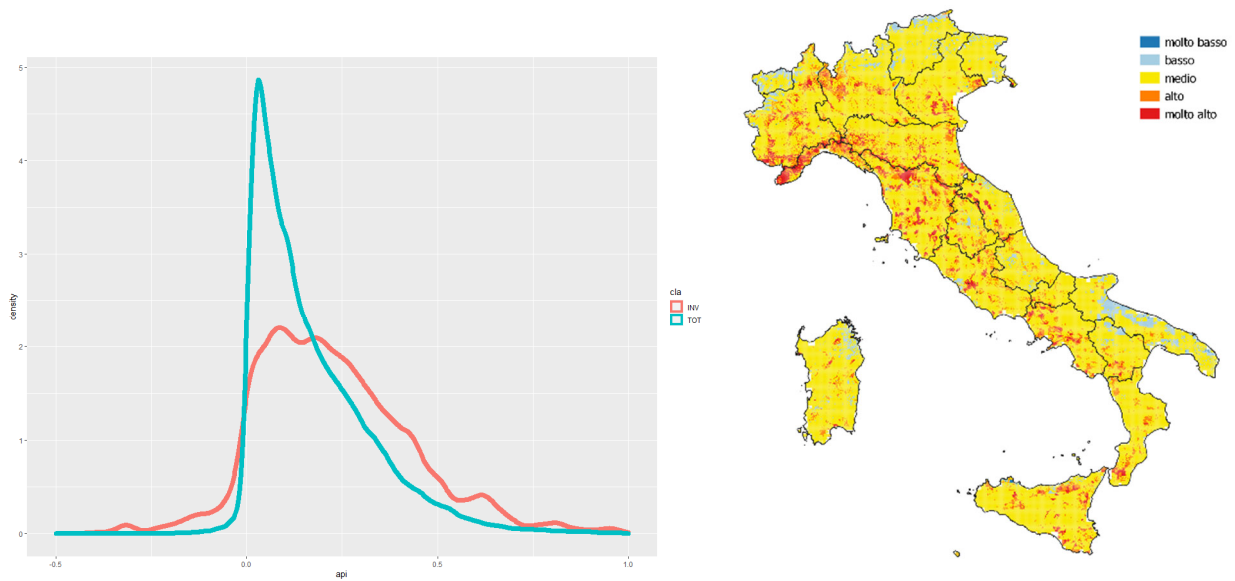 5
4
3
2
1
0
density
-0.5
0.0
0.5
1.0
api
cla
INV
TOT
molto basso
basso
medio
alto
molto alto